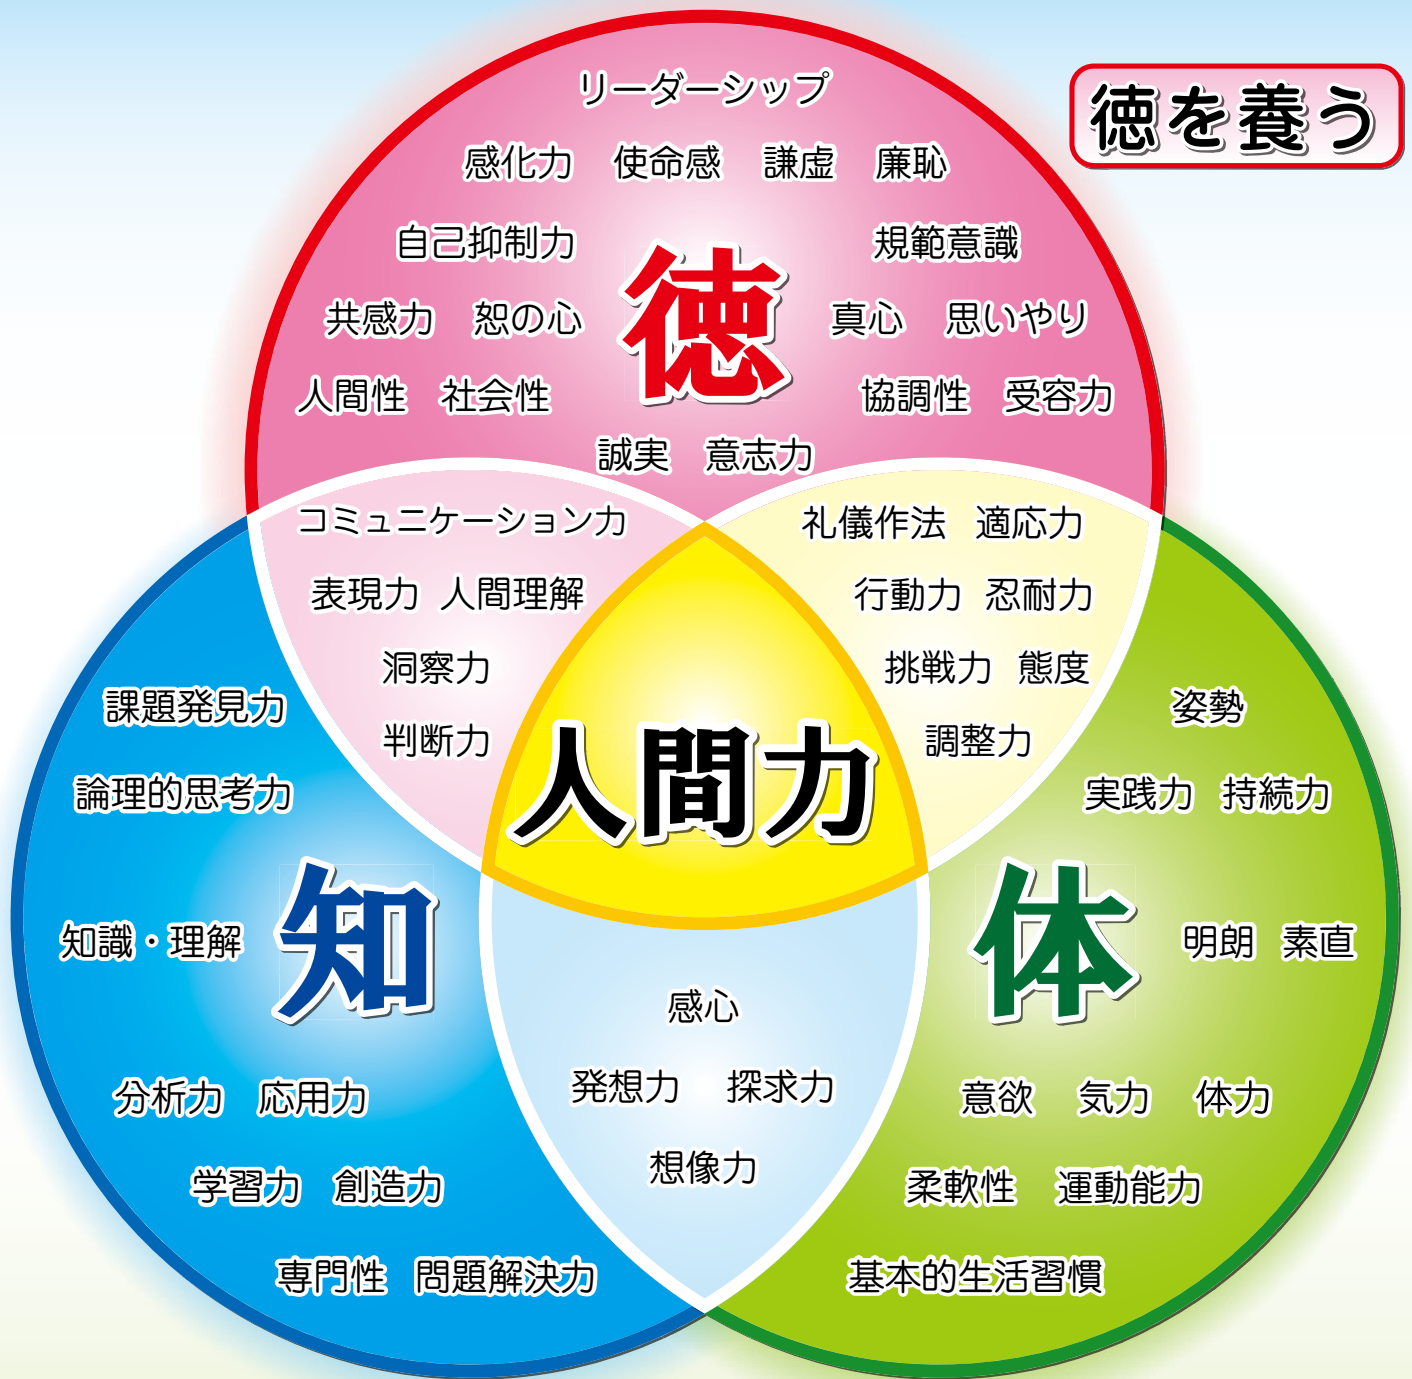 リーダーシップ
徳を養う
感化力 使命感 謙虚 廉恥
自己抑制力 規範意識
徳
共感力 恕の心 真心 思いやり
人間性 社会性 協調性 受容力
誠実 意志力
コミュニケーション力 礼儀作法 適応力
表現力 人間理解 行動力 忍耐力
洞察力 挑戦力 態度
課題発見力 姿勢
判断力 調整力
人間力
論理的思考力 実践力 持続力
知 体
知識・理解 明朗 素直
感心
発想力 探求力
分析力 応用力 意欲 気力 体力
想像力
学習力 創造力 柔軟性 運動能力
専門性 問題解決力 基本的生活習慣